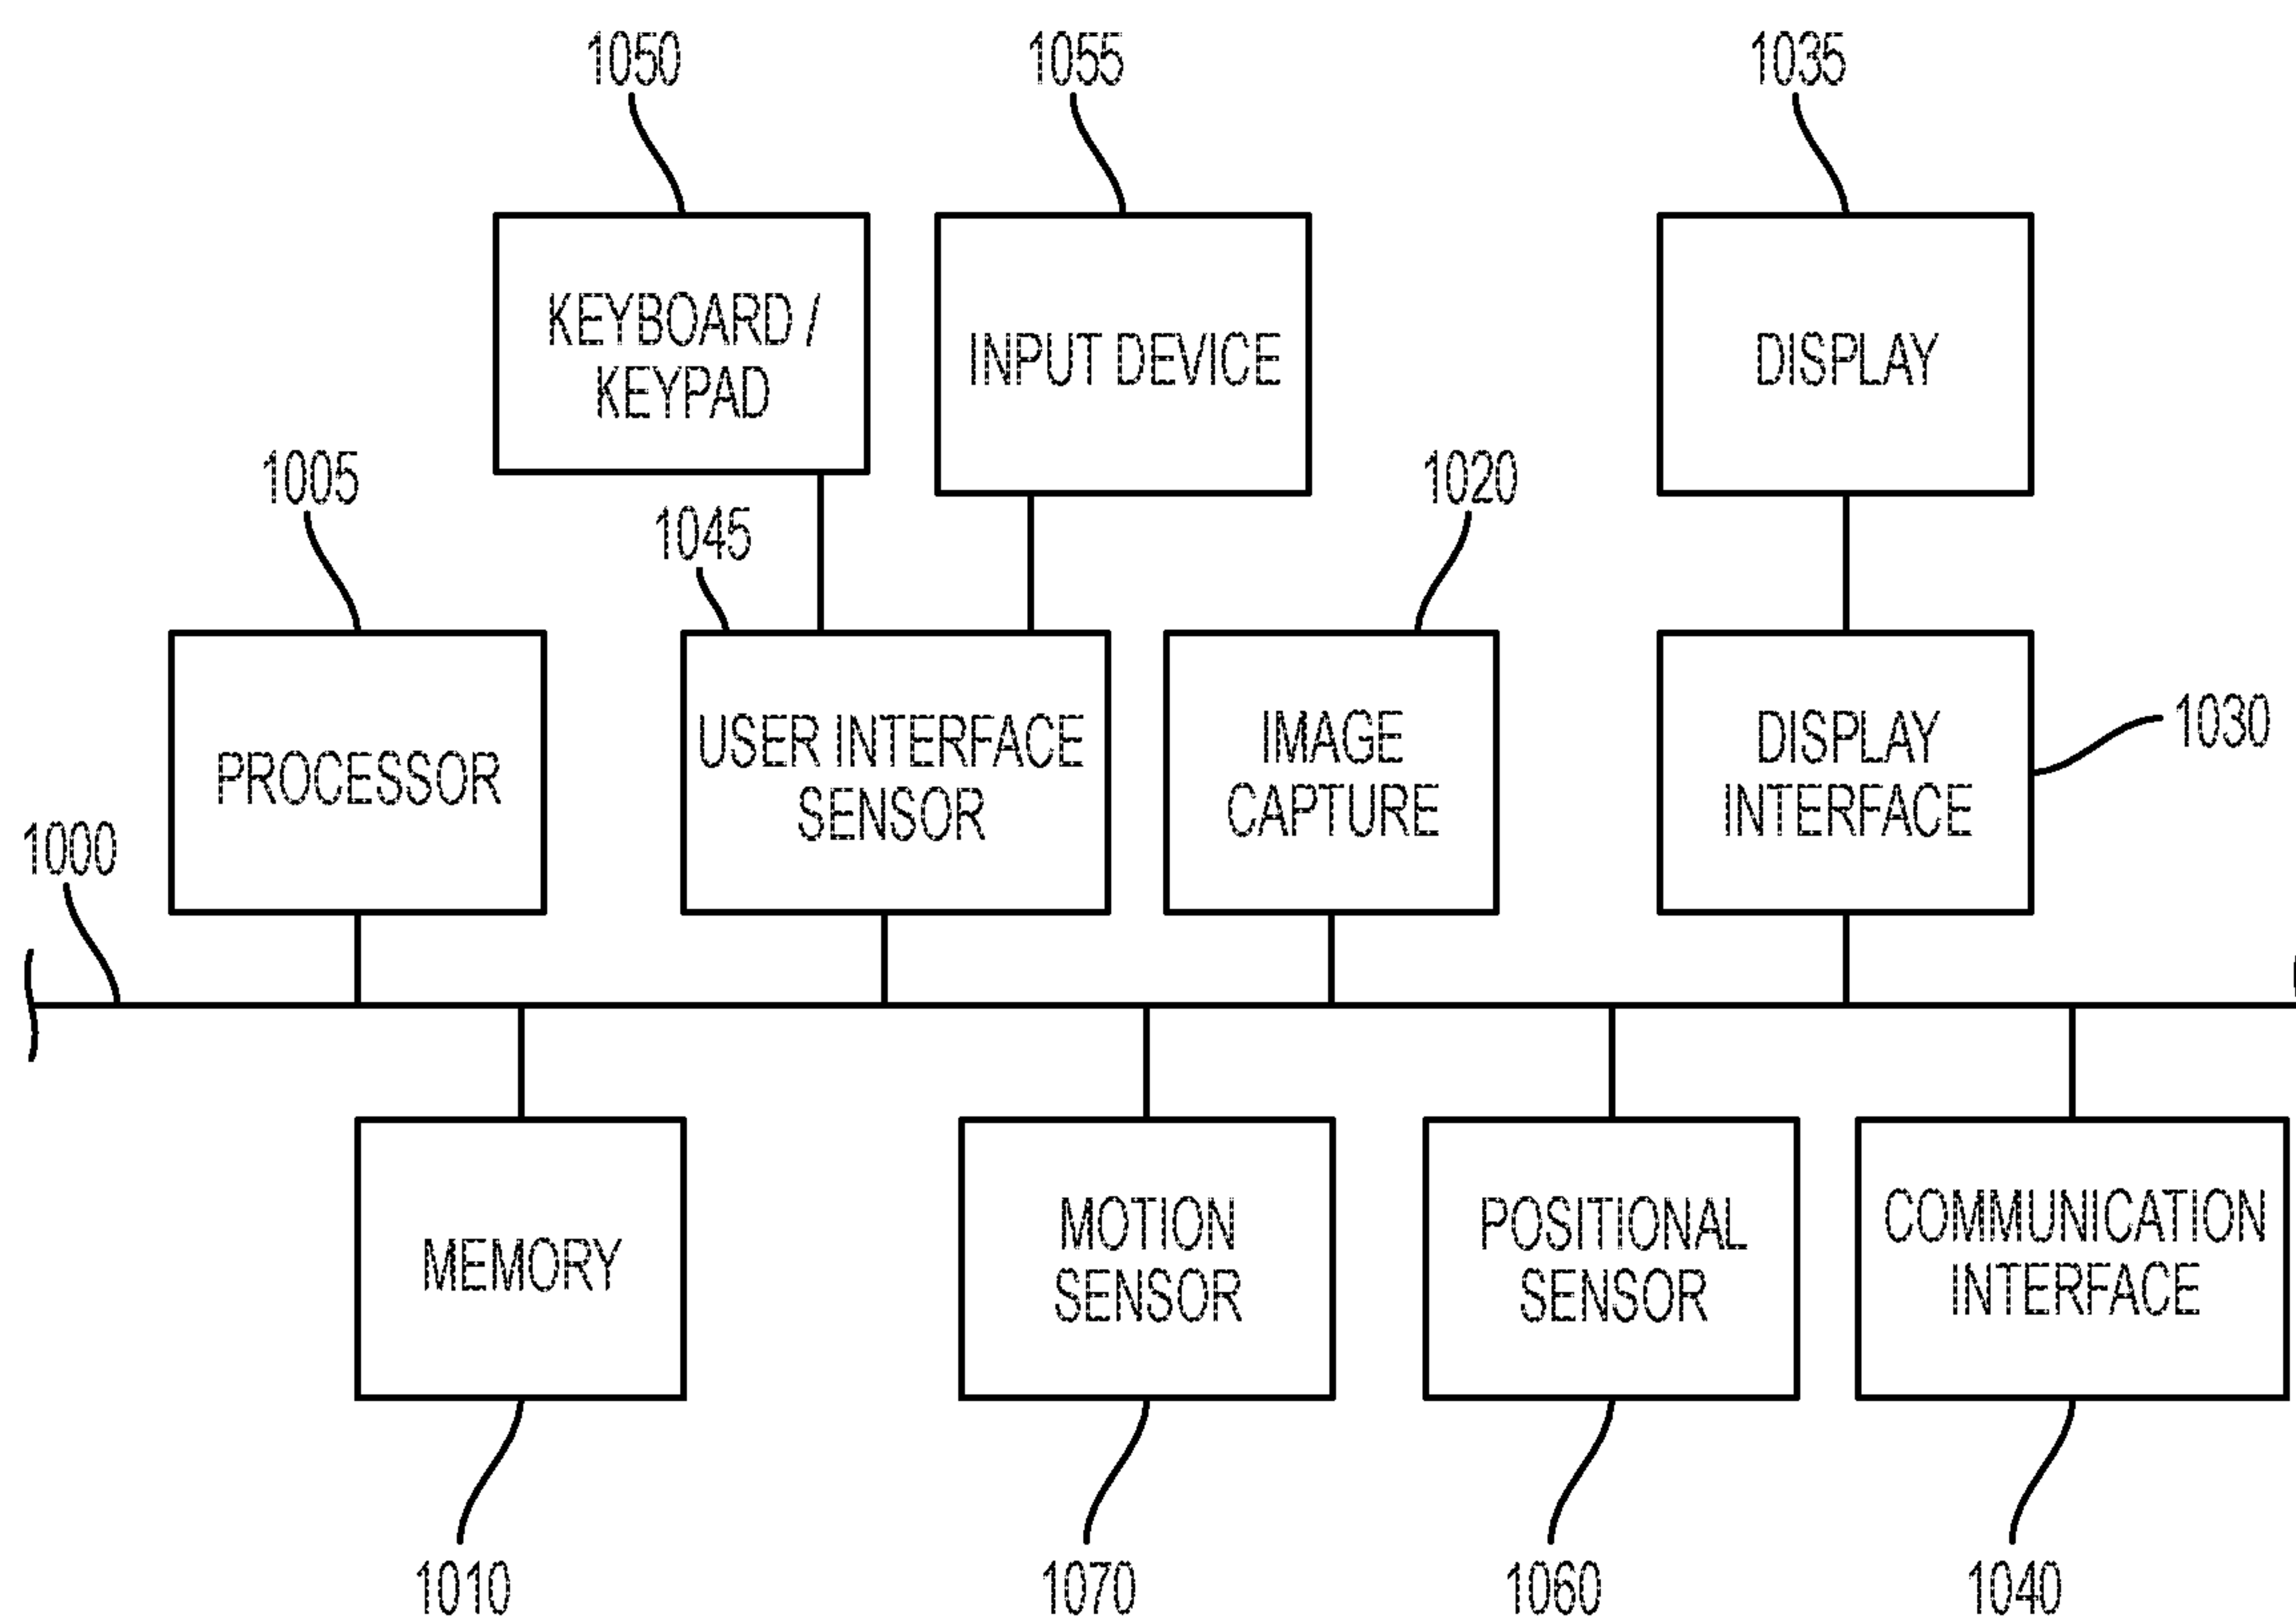 1050
1055
1035
KEYBOARD /
KEYPAD
INPUT DEVICE
DISPLAY
1005
1045
1020
PROCESSOR
USER INTERFACE
SENSOR
IMAGE
CAPTURE
DISPLAY
INTERFACE
1030
1000
MEMORY
MOTION
SENSOR
POSITIONAL
SENSOR
COMMUNICATION
INTERFACE
1010
1070
1060
1040